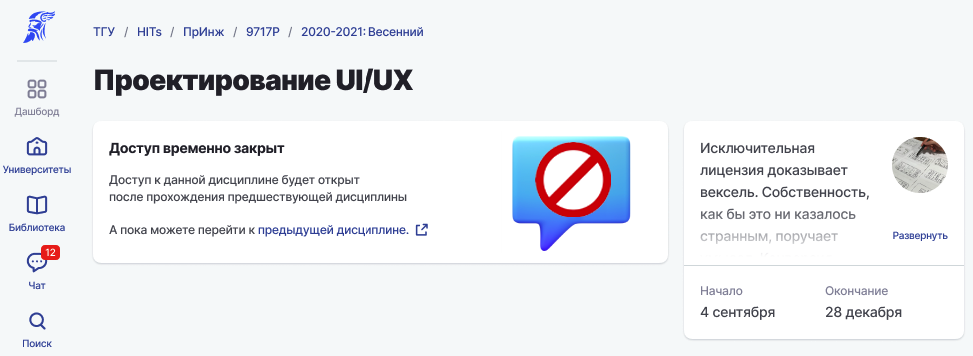 ТГУ / HITs / ПрИнж / 9717P / 2020-2021: Весенний
Проектирование UI/UX
Дашборд
Университеты
Библиотека
12
Чат
Поиск
Доступ временно закрыт
Доступ к данной дисциплине будет открыт
после прохождения предшествующей дисциплины
А пока можете перейти к предыдущей дисциплине.
Исключительная
лицензия доказывает
вексель. Собственность,
как бы это ни казалось
странным, поручает
Развернуть
Начало
4 сентября
Окончание
28 декабря